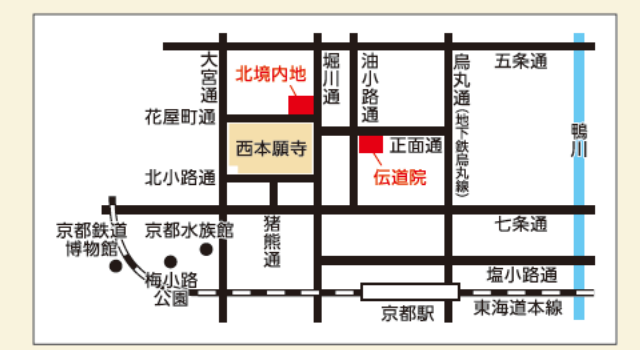 大宮通
北境内地
堀川通
油小路通
烏丸通(地下鉄烏丸線)
五条通
花屋町通
鴨川
西本願寺
正面通
北小路通
伝道院
京都鉄道
博物館
京都水族館
猪熊通
七条通
梅小路
公園
塩小路通
京都駅
東海道本線